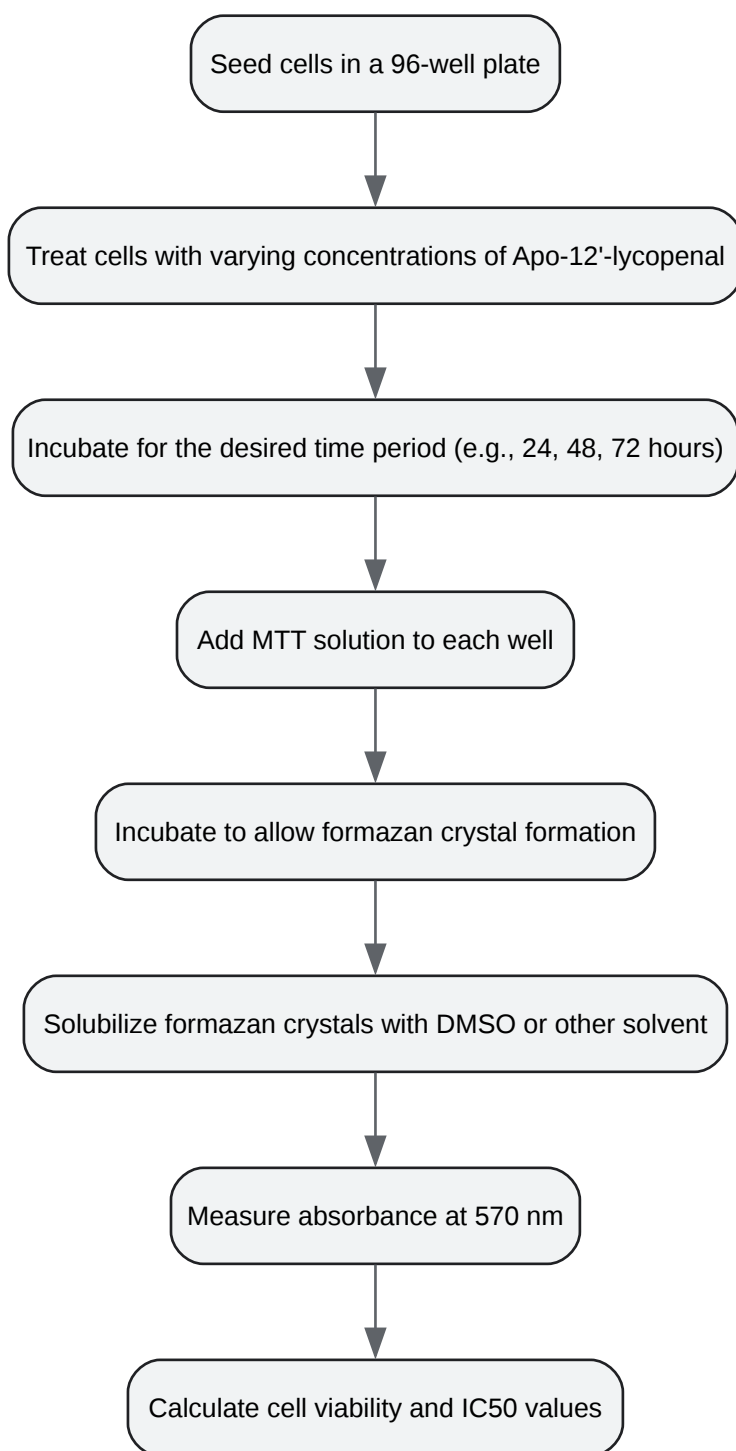 Seed cells in a 96-well plate
Treat cells with varying concentrations of Apo-12'-lycopenal
Incubate for the desired time period (e.g., 24, 48, 72 hours)
Add MTT solution to each well
Incubate to allow formazan crystal formation
Solubilize formazan crystals with DMSO or other solvent
Measure absorbance at 570 nm
Calculate cell viability and IC50 values